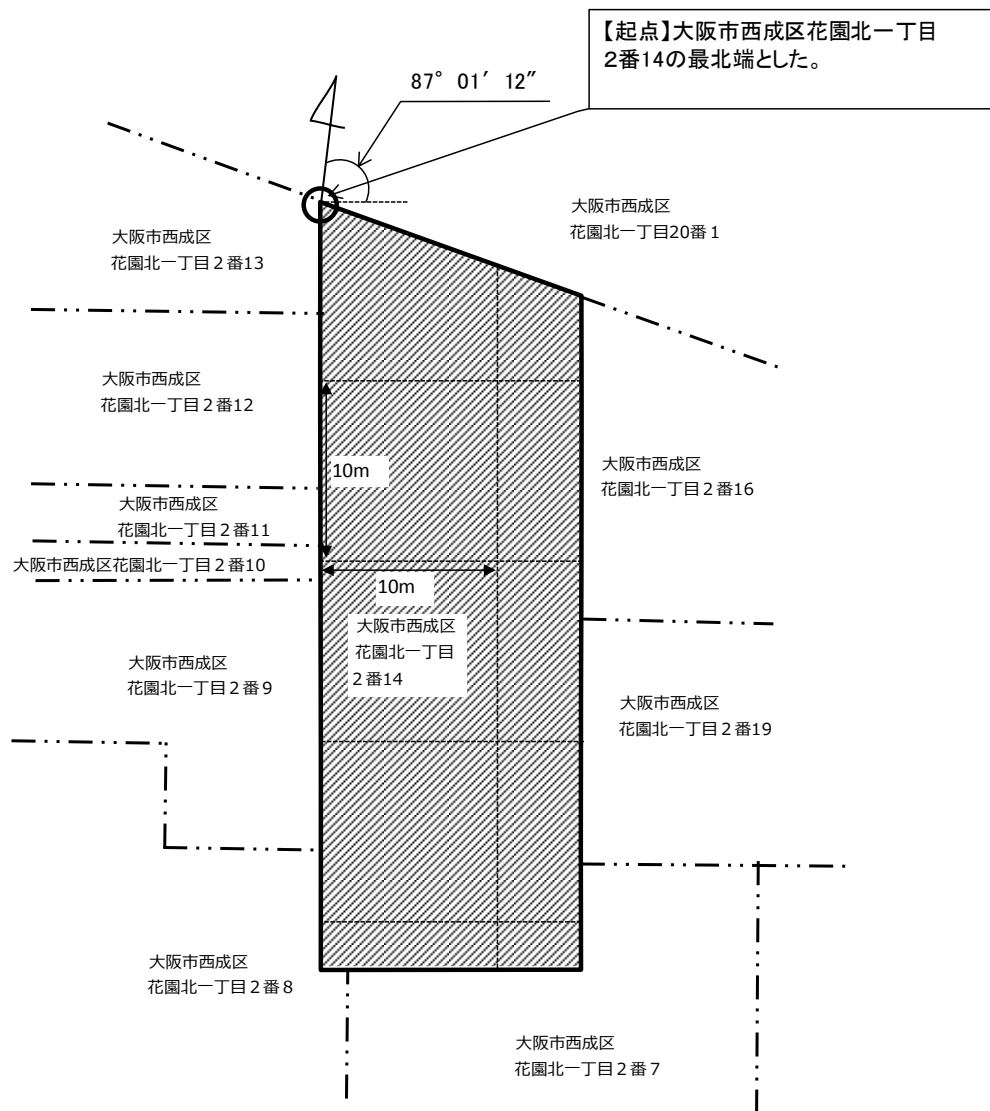 【起点】大阪市西成区花園北一丁目
２番14の最北端とした。
87° 01′ 12″
大阪市西成区
花園北一丁目20番１
大阪市西成区
花園北一丁目２番13
大阪市西成区
花園北一丁目２番12
10m
大阪市西成区
花園北一丁目２番16
大阪市西成区
花園北一丁目２番11
大阪市西成区花園北一丁目２番10
10m
大阪市西成区
花園北一丁目
２番14
大阪市西成区
花園北一丁目２番９
大阪市西成区
花園北一丁目２番19
大阪市西成区
花園北一丁目２番８
大阪市西成区
花園北一丁目２番７